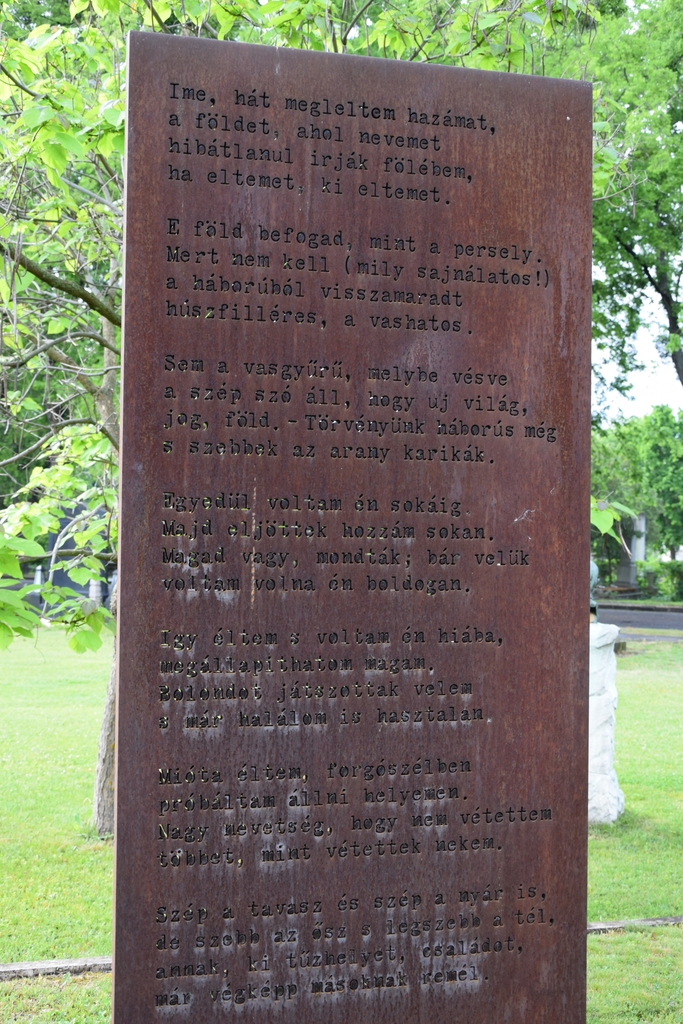 Ime, hát megleltem hazámat,
a földet, ahol nevemet
hibátlanul irják fölébem,
ha eltemet, ki eltemet.
E föld befogad, mint a persely.
Mert nem kell (mily sajnálatos!)
a háborúból visszamaradt
húszfilléres, a vashatos.
Sem a vasgyűrű, melybe vésve
a szép szó áll, hogy uj világ,
jog, föld. - Törvényünk háborús még
s szebbek az arany karikák.
Egyedül voltam én sokáig.
Majd eljöttek hozzám sokan.
Magad vagy, mondták; bár velük
voltam volna én boldogan.
Igy éltem s voltam én hiába,
megállapithatom magam.
Bolondot játszottak velem
s már halálom is hasztalan.
Mióta éltem, forgószélben
próbáltam állni helyemen.
Nagy nevetség, hogy nem vétettem
többet, mint vétettek nekem.
Szép a tavasz és szép a nyár is,
de szebb az ősz s legszebb a tél,
annak, ki tűzhelyet, családot,
már végképp másoknak remél.